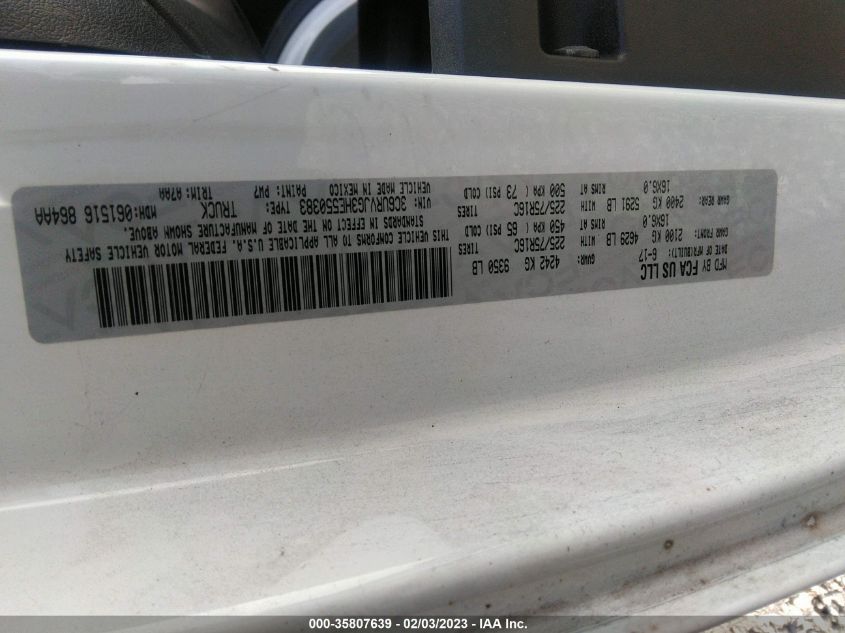 MFD BY FCA US LLC
DATE OF MFR(BUILT): 6-17 GVWR: 4242 KG 9350 LB
GAWR FRONT: 2100 KG 4629 LB WITH 225/75R16C TIRES
16X6.0 RIMS AT 450 KPA ( 65 PSI) COLD
GAWR REAR: 2400 KG 5291 LB WITH 225/75R16C TIRES
16X6.0 RIMS AT 500 KPA ( 73 PSI) COLD
THIS VEHICLE CONFORMS TO ALL APPLICABLE U.S.A. FEDERAL MOTOR VEHICLE SAFETY
STANDARDS IN EFFECT ON THE DATE OF MANUFACTURE SHOWN ABOVE.
VIN: 3C6URVJG3HE550383 TYPE: TRUCK MDH:061516 864AA
VEHICLE MADE IN MEXICO PAINT: PW7 TRIM: A7AA
000-35807639 - 02/03/2023 - IAA Inc.